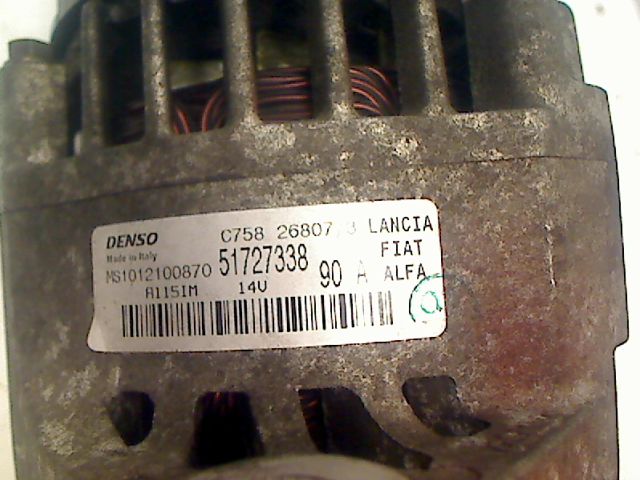 DENSO C758 26807 3 LANCIA
Made in Italy FIAT
MS1012100870 51727338 90 A ALFA
A115IM 14V
a